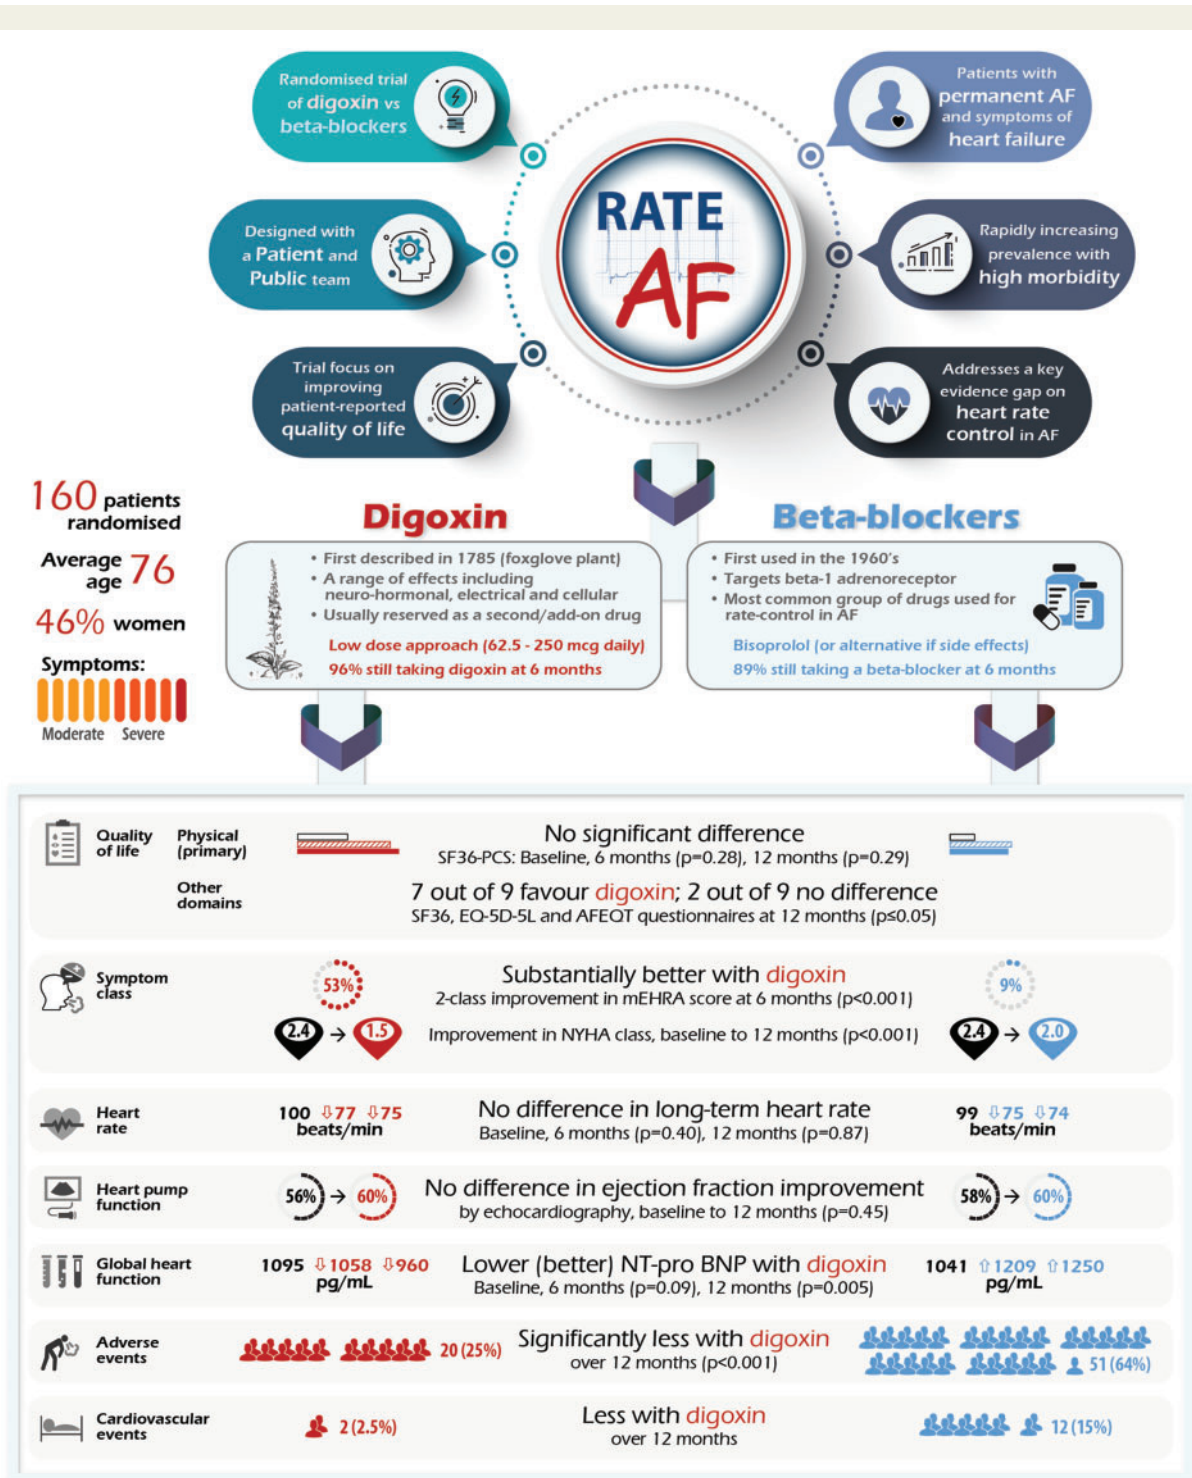 Randomised trial
of digoxin vs
beta-blockers
Patients with
permanent AF
and symptoms of
heart failure
RATE
AF
Designed with
a Patient and
Public team
Rapidly increasing
prevalence with
high morbidity
Trial focus on
improving
patient-reported
quality of life
Addresses a key
evidence gap on
heart rate
control in AF
160 patients
randomised
Average
age 76
46% women
Symptoms:
Moderate Severe
Digoxin
• First described in 1785 (foxglove plant)
• A range of effects including
neuro-hormonal, electrical and cellular
• Usually reserved as a second/add-on drug
Low dose approach (62.5 - 250 mcg daily)
96% still taking digoxin at 6 months
Beta-blockers
• First used in the 1960's
• Targets beta-1 adrenoreceptor
• Most common group of drugs used for
rate-control in AF
Bisoprolol (or alternative if side effects)
89% still taking a beta-blocker at 6 months
Quality
of life
Physical
(primary)
No significant difference
SF36-PCS: Baseline, 6 months (p=0.28), 12 months (p=0.29)
Other
domains
7 out of 9 favour digoxin; 2 out of 9 no difference
SF36, EQ-5D-5L and AFEQT questionnaires at 12 months (p≤0.05)
Symptom
class
53%
Substantially better with digoxin
2-class improvement in mEHRA score at 6 months (p<0.001)
9%
2.4 → 1.5
Improvement in NYHA class, baseline to 12 months (p<0.001)
2.4 → 2.0
Heart
rate
100 ⇩77 ⇩75
beats/min
No difference in long-term heart rate
Baseline, 6 months (p=0.40), 12 months (p=0.87)
99 ⇩75 ⇩74
beats/min
Heart pump
function
56% → 60%
No difference in ejection fraction improvement
by echocardiography, baseline to 12 months (p=0.45)
58% → 60%
Global heart
function
1095 ⇩1058 ⇩960
pg/mL
Lower (better) NT-pro BNP with digoxin
Baseline, 6 months (p=0.09), 12 months (p=0.005)
1041 ⇧1209 ⇧1250
pg/mL
Adverse
events
20 (25%)
Significantly less with digoxin
over 12 months (p<0.001)
51 (64%)
Cardiovascular
events
2 (2.5%)
Less with digoxin
over 12 months
12 (15%)